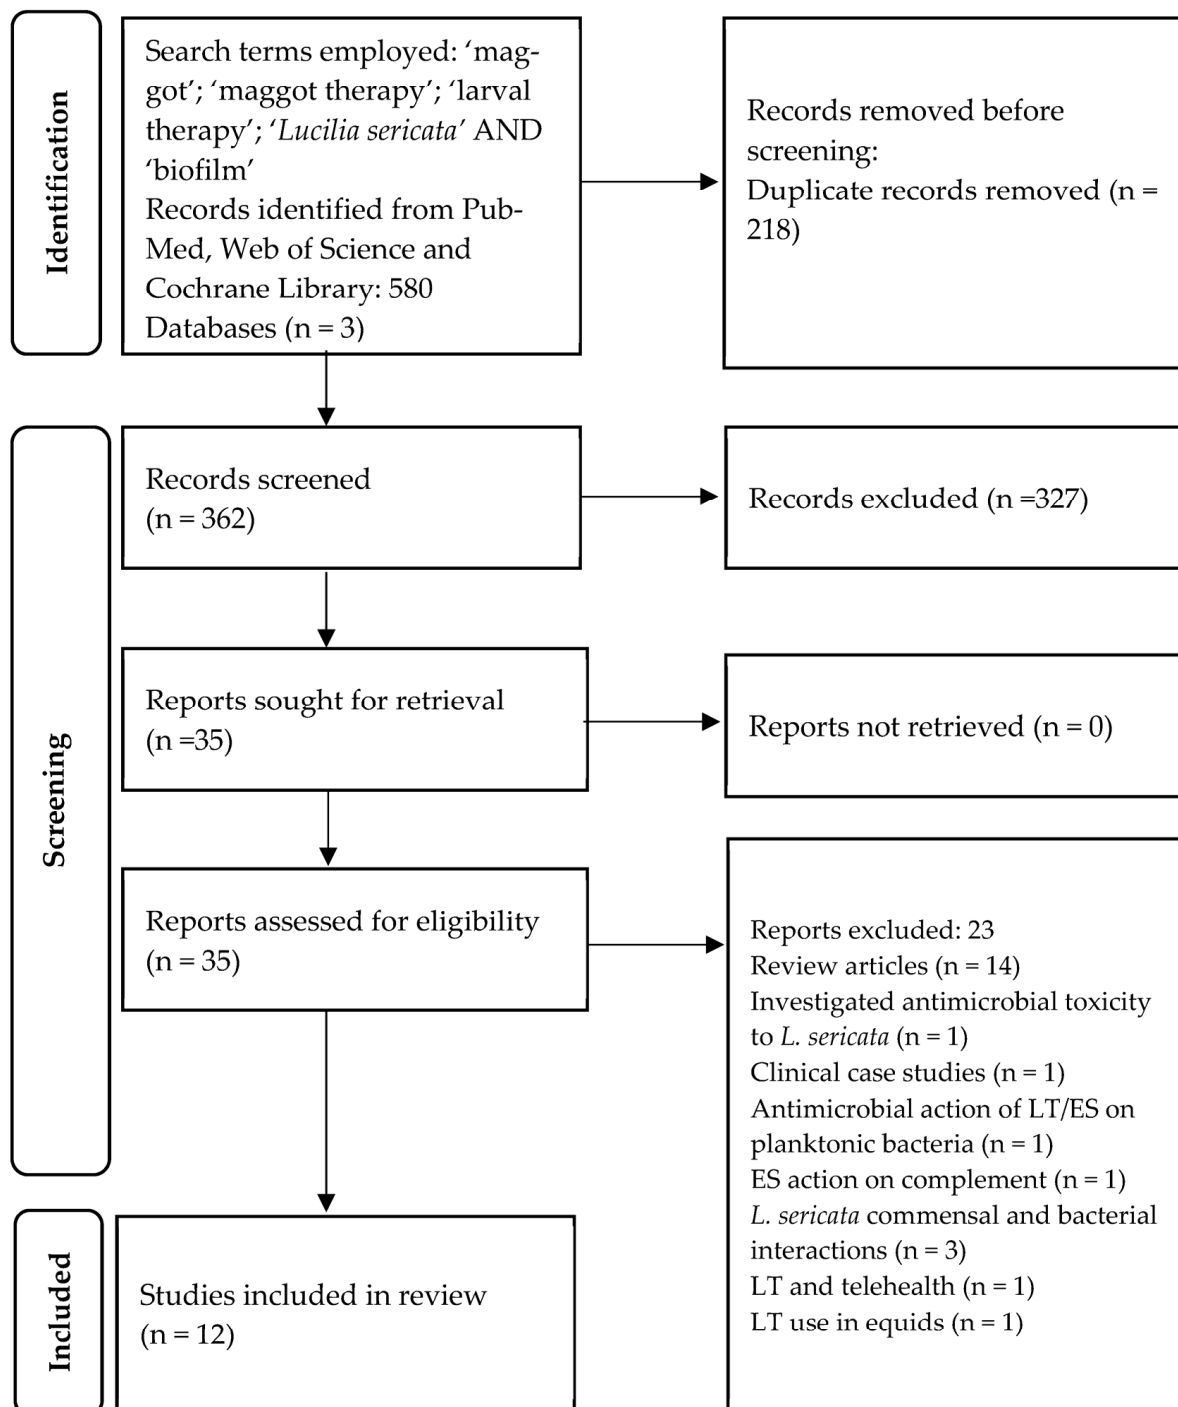 Identification
Search terms employed: ‘mag-
got’; ‘maggot therapy’; ‘larval
therapy’; ‘Lucilia sericata’ AND
‘biofilm’
Records identified from Pub-
Med, Web of Science and
Cochrane Library: 580
Databases (n = 3)
Records removed before
screening:
Duplicate records removed (n =
218)
Screening
Records screened
(n = 362)
Records excluded (n =327)
Reports sought for retrieval
(n =35)
Reports not retrieved (n = 0)
Reports assessed for eligibility
(n = 35)
Reports excluded: 23
Review articles (n = 14)
Investigated antimicrobial toxicity
to L. sericata (n = 1)
Clinical case studies (n = 1)
Antimicrobial action of LT/ES on
planktonic bacteria (n = 1)
ES action on complement (n = 1)
L. sericata commensal and bacterial
interactions (n = 3)
LT and telehealth (n = 1)
LT use in equids (n = 1)
Included
Studies included in review
(n = 12)